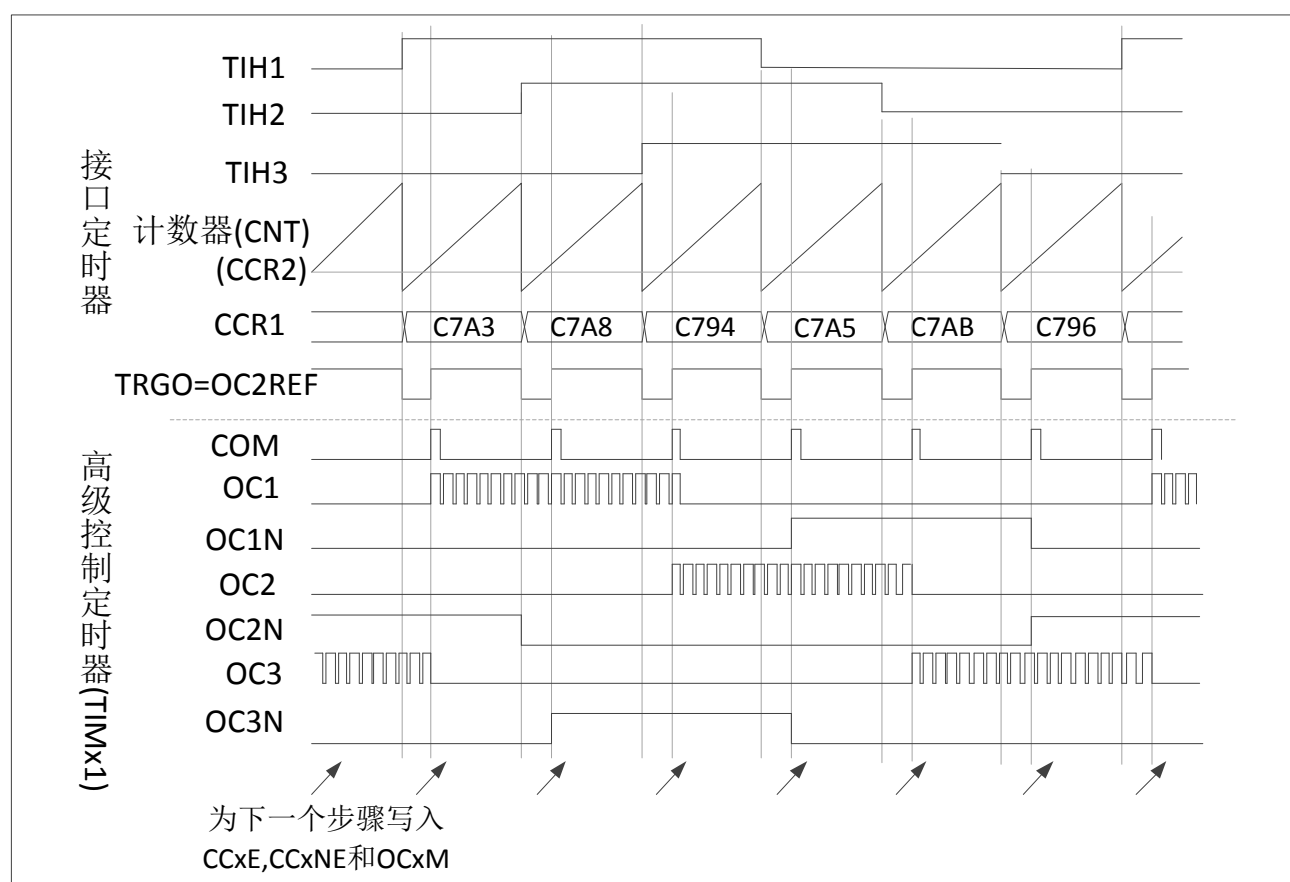 TIH1
TIH2
TIH3
接口定时器
计数器(CNT)
(CCR2)
CCR1
C7A3 C7A8 C794 C7A5 C7AB C796
TRGO=OC2REF
高级控制定时器(TIMx1)
COM
OC1
OC1N
OC2
OC2N
OC3
OC3N
为下一个步骤写入
CCxE,CCxNE和OCxM